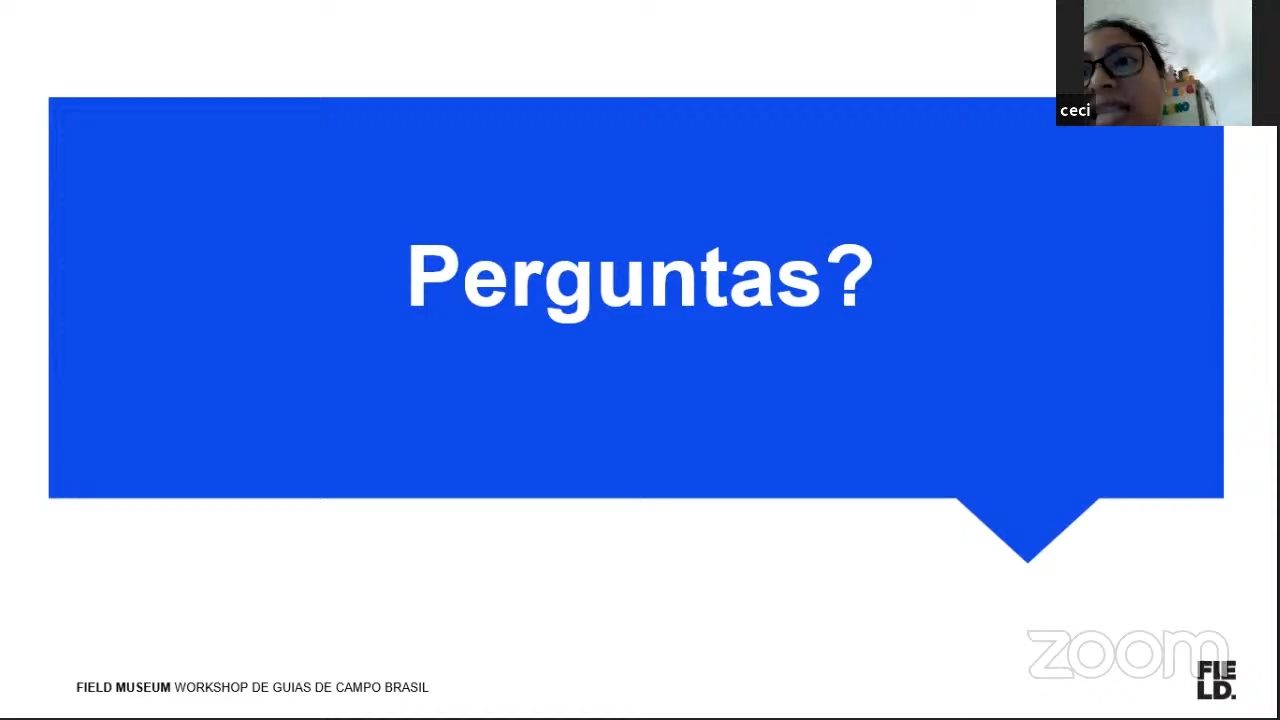 ceci
Perguntas?
zoom
FIELD MUSEUM WORKSHOP DE GUIAS DE CAMPO BRASIL
FIE
LD.